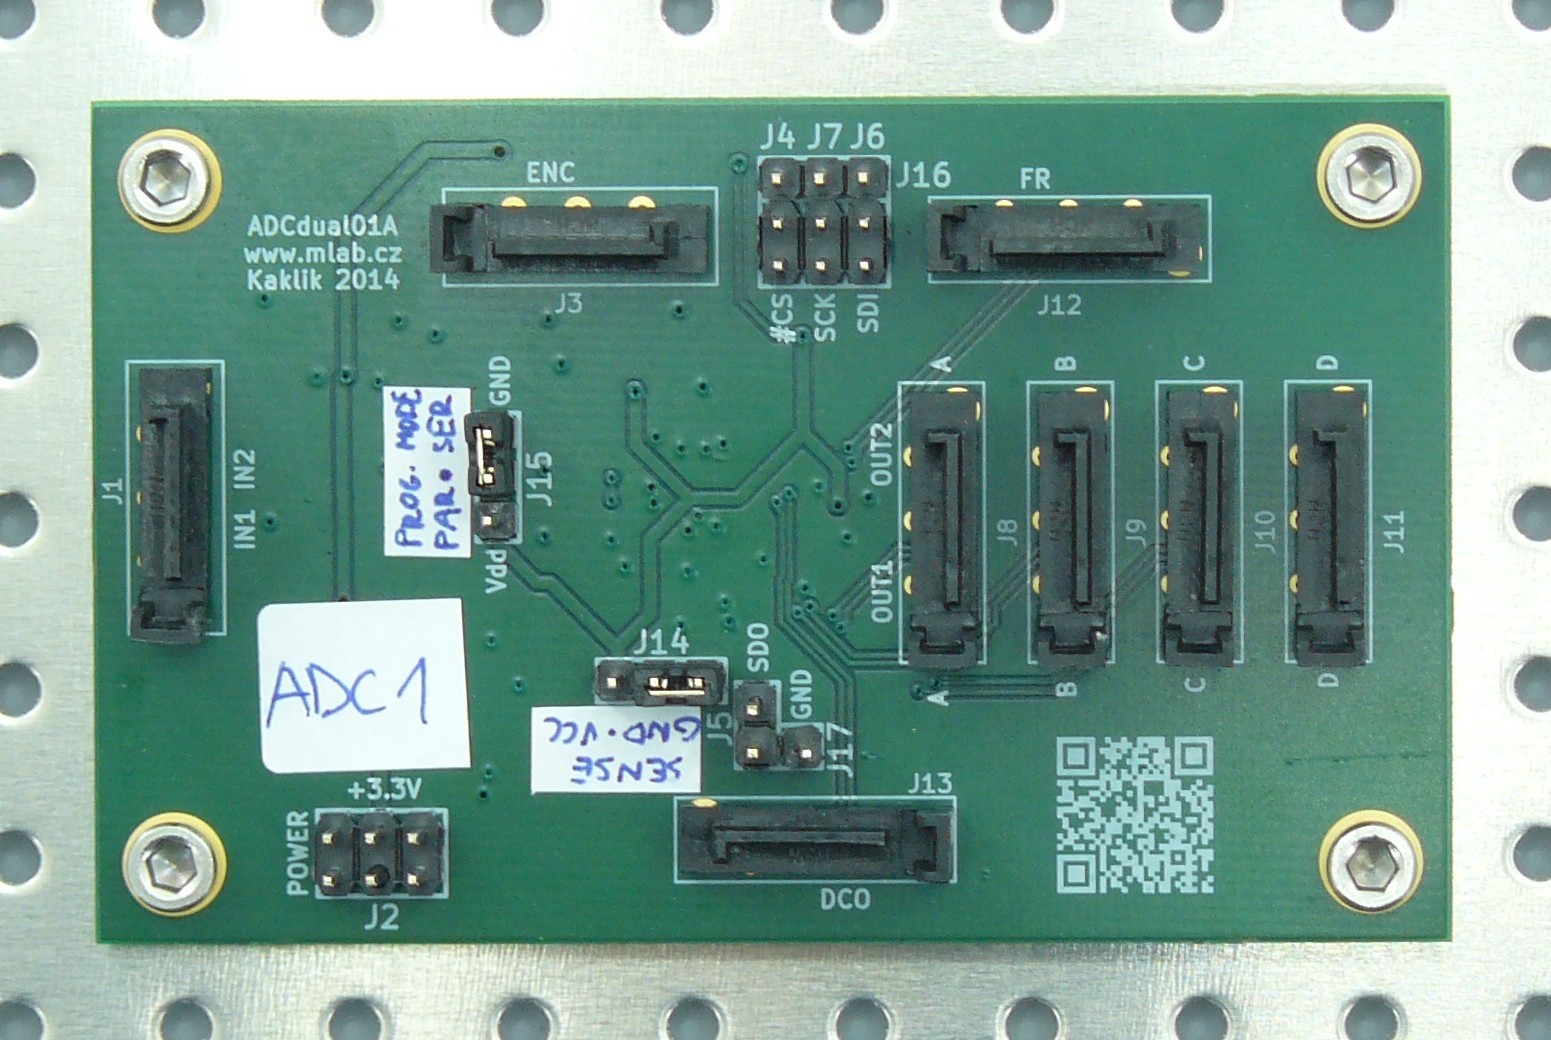 J4 J7 J6
J16
ENC
FR
ADCdual01A
www.mlab.cz
Kaklik 2014
J3
#CS
SCK
SDI
J12
A
B
C
D
GND
PROG. MODE
PAR. SER
J15
Vdd
J1
IN1 IN2
OUT2
OUT1
J8
J9
J10
J11
A
B
C
D
J14
SDO
GND
J5
J17
SENSE
GND.VCC
ADC1
+3.3V
POWER
J2
J13
DCO